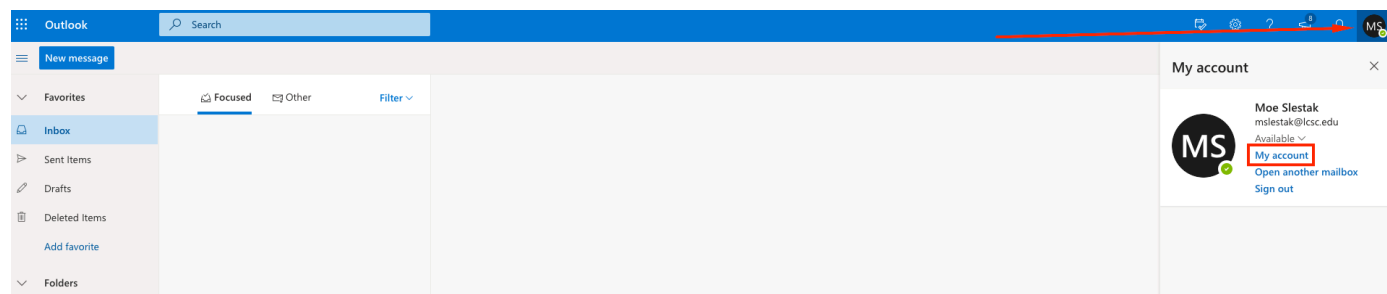 Outlook
Search
8
MS
New message
My account
Favorites
Focused
Other
Filter
Inbox
Sent Items
Drafts
Deleted Items
Add favorite
Folders
MS
Moe Slestak
mslestak@lcsc.edu
Available
My account
Open another mailbox
Sign out